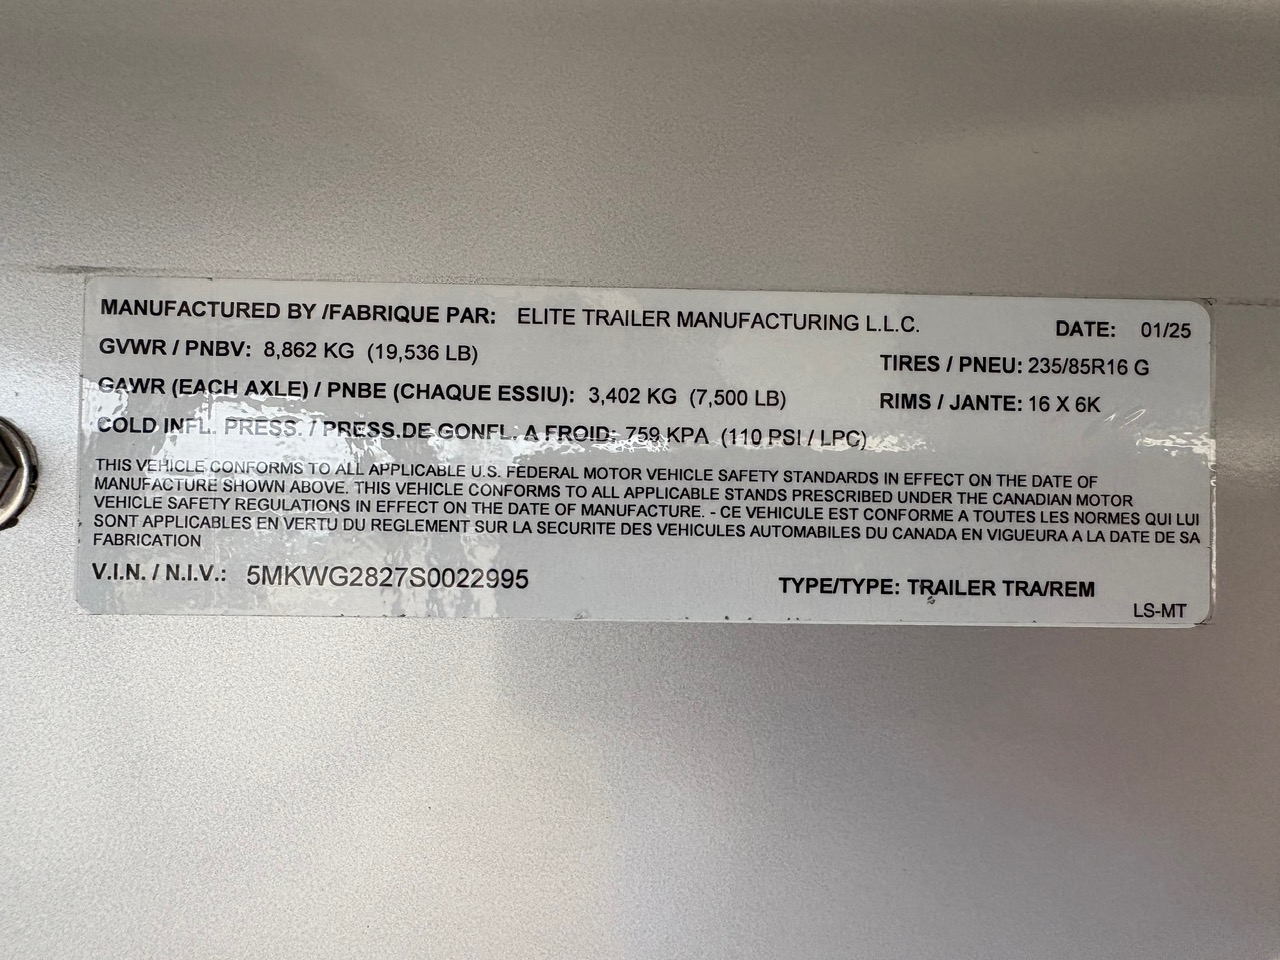 MANUFACTURED BY /FABRIQUE PAR: ELITE TRAILER MANUFACTURING L.L.C. DATE: 01/25
GVWR / PNBV: 8,862 KG (19,536 LB) TIRES / PNEU: 235/85R16 G
GAWR (EACH AXLE) / PNBE (CHAQUE ESSIU): 3,402 KG (7,500 LB) RIMS / JANTE: 16 X 6K
COLD INFL. PRESS. / PRESS.DE GONFL. A FROID: 759 KPA (110 PSI / LPC)
THIS VEHICLE CONFORMS TO ALL APPLICABLE U.S. FEDERAL MOTOR VEHICLE SAFETY STANDARDS IN EFFECT ON THE DATE OF
MANUFACTURE SHOWN ABOVE. THIS VEHICLE CONFORMS TO ALL APPLICABLE STANDS PRESCRIBED UNDER THE CANADIAN MOTOR
VEHICLE SAFETY REGULATIONS IN EFFECT ON THE DATE OF MANUFACTURE. - CE VEHICULE EST CONFORME A TOUTES LES NORMES QUI LUI
SONT APPLICABLES EN VERTU DU REGLEMENT SUR LA SECURITE DES VEHICULES AUTOMABILES DU CANADA EN VIGUEURA A LA DATE DE SA
FABRICATION
V.I.N. / N.I.V.: 5MKWG2827S0022995 TYPE/TYPE: TRAILER TRA/REM
LS-MT